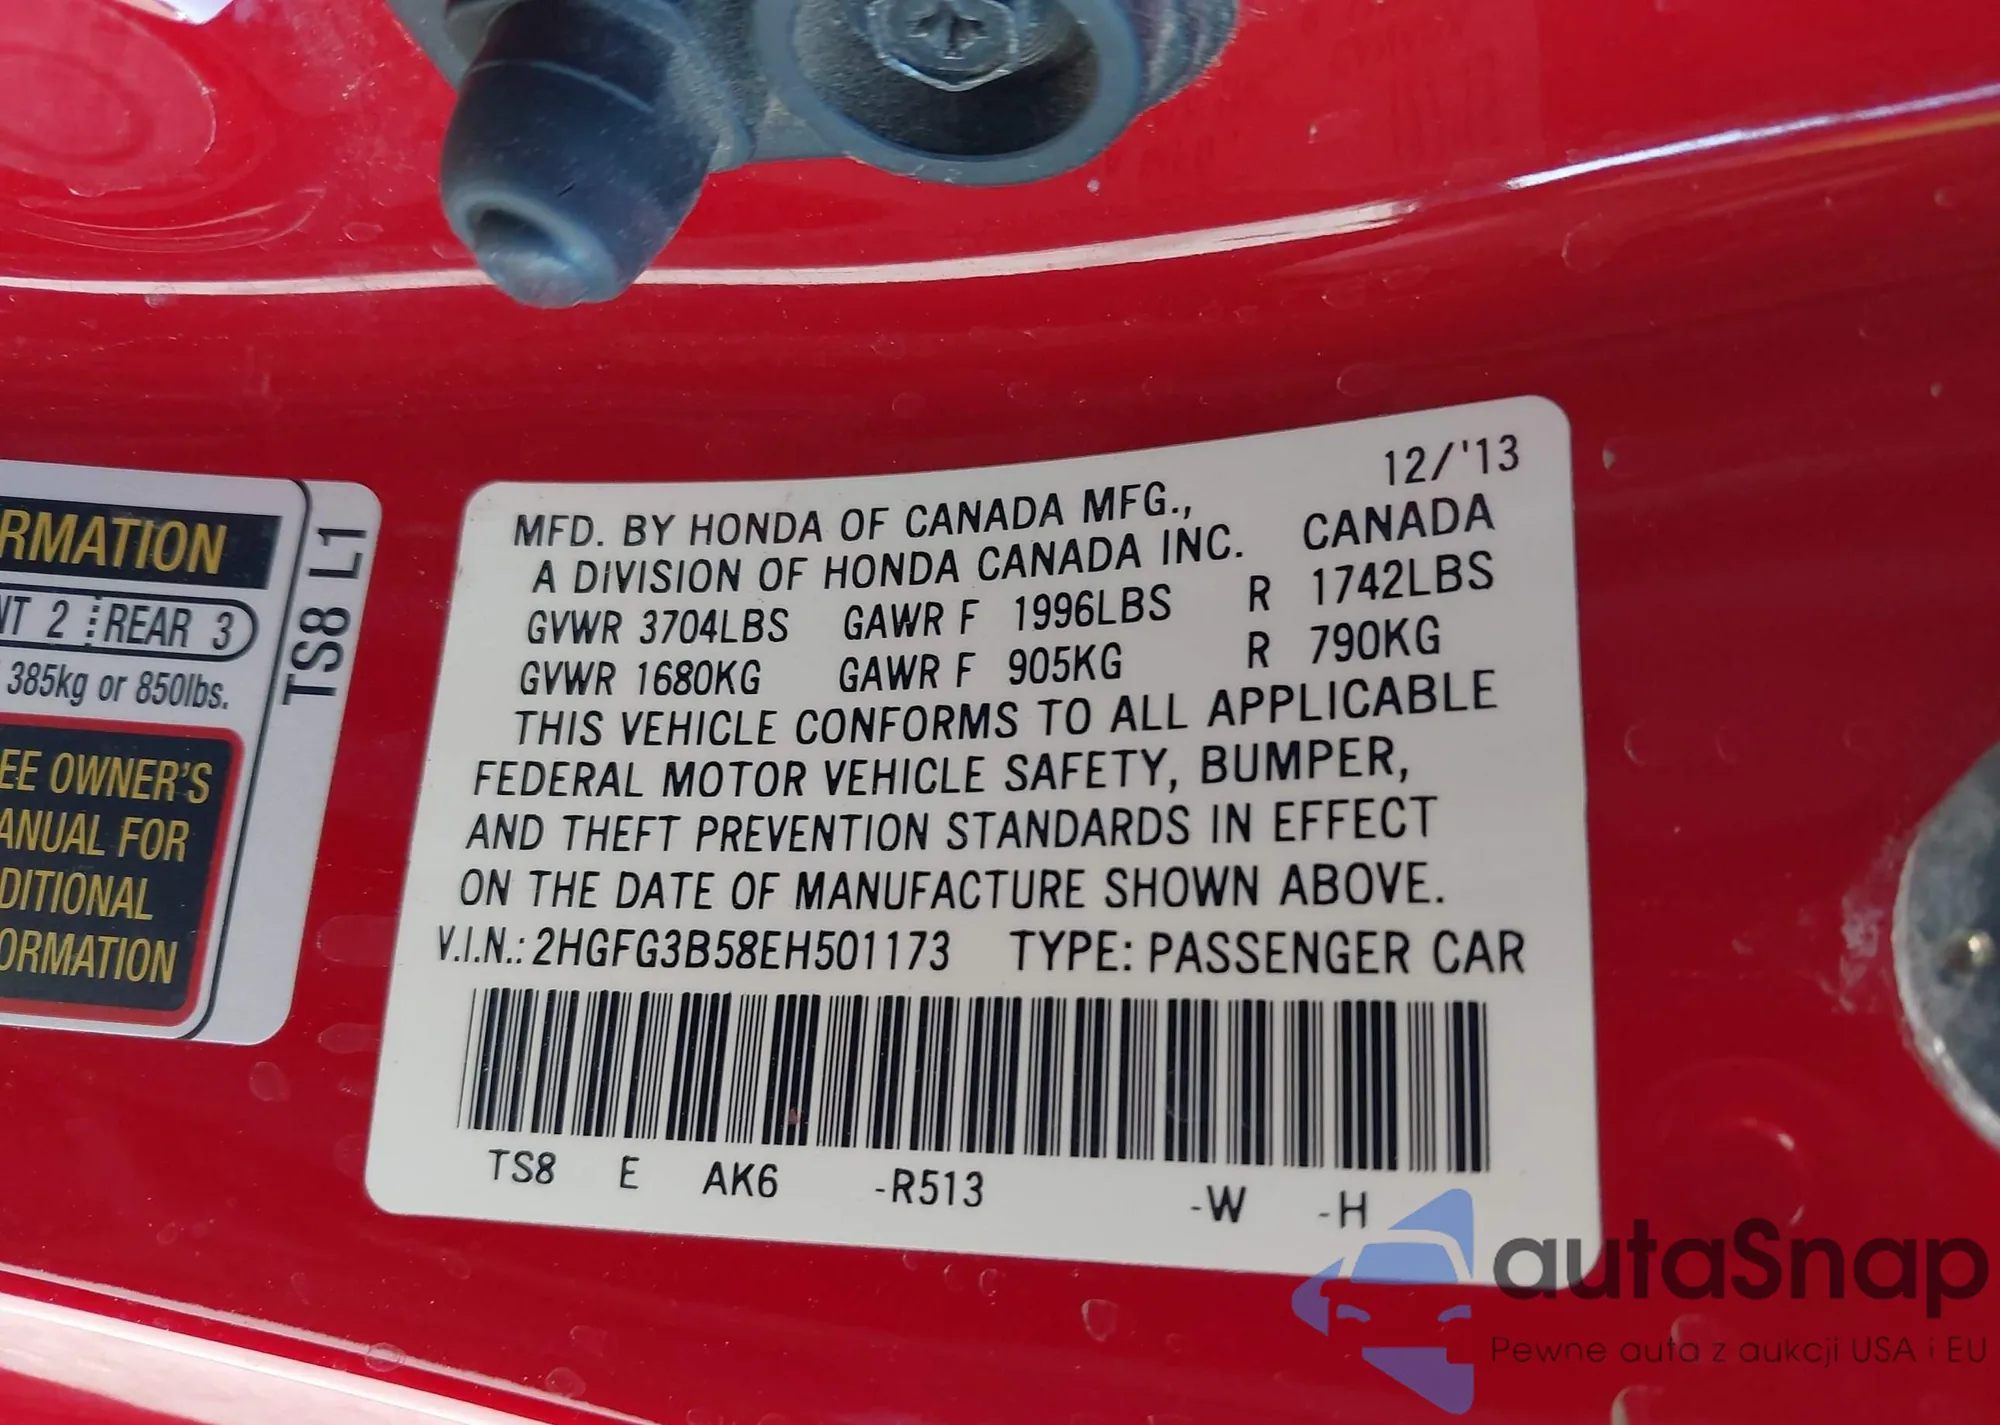 RMATION
NT 2 REAR 3
385kg or 850lbs.
EE OWNER'S
ANUAL FOR
DITIONAL
ORMATION
TS8 L1
12/'13
MFD. BY HONDA OF CANADA MFG.,
A DIVISION OF HONDA CANADA INC. CANADA
GVWR 3704LBS GAWR F 1996LBS R 1742LBS
GVWR 1680KG GAWR F 905KG R 790KG
THIS VEHICLE CONFORMS TO ALL APPLICABLE
FEDERAL MOTOR VEHICLE SAFETY, BUMPER,
AND THEFT PREVENTION STANDARDS IN EFFECT
ON THE DATE OF MANUFACTURE SHOWN ABOVE.
V.I.N.: 2HGFG3B58EH501173 TYPE: PASSENGER CAR
TS8 E AK6 -R513 -W -H
autaSnap
Pewne auta z aukcji USA i EU